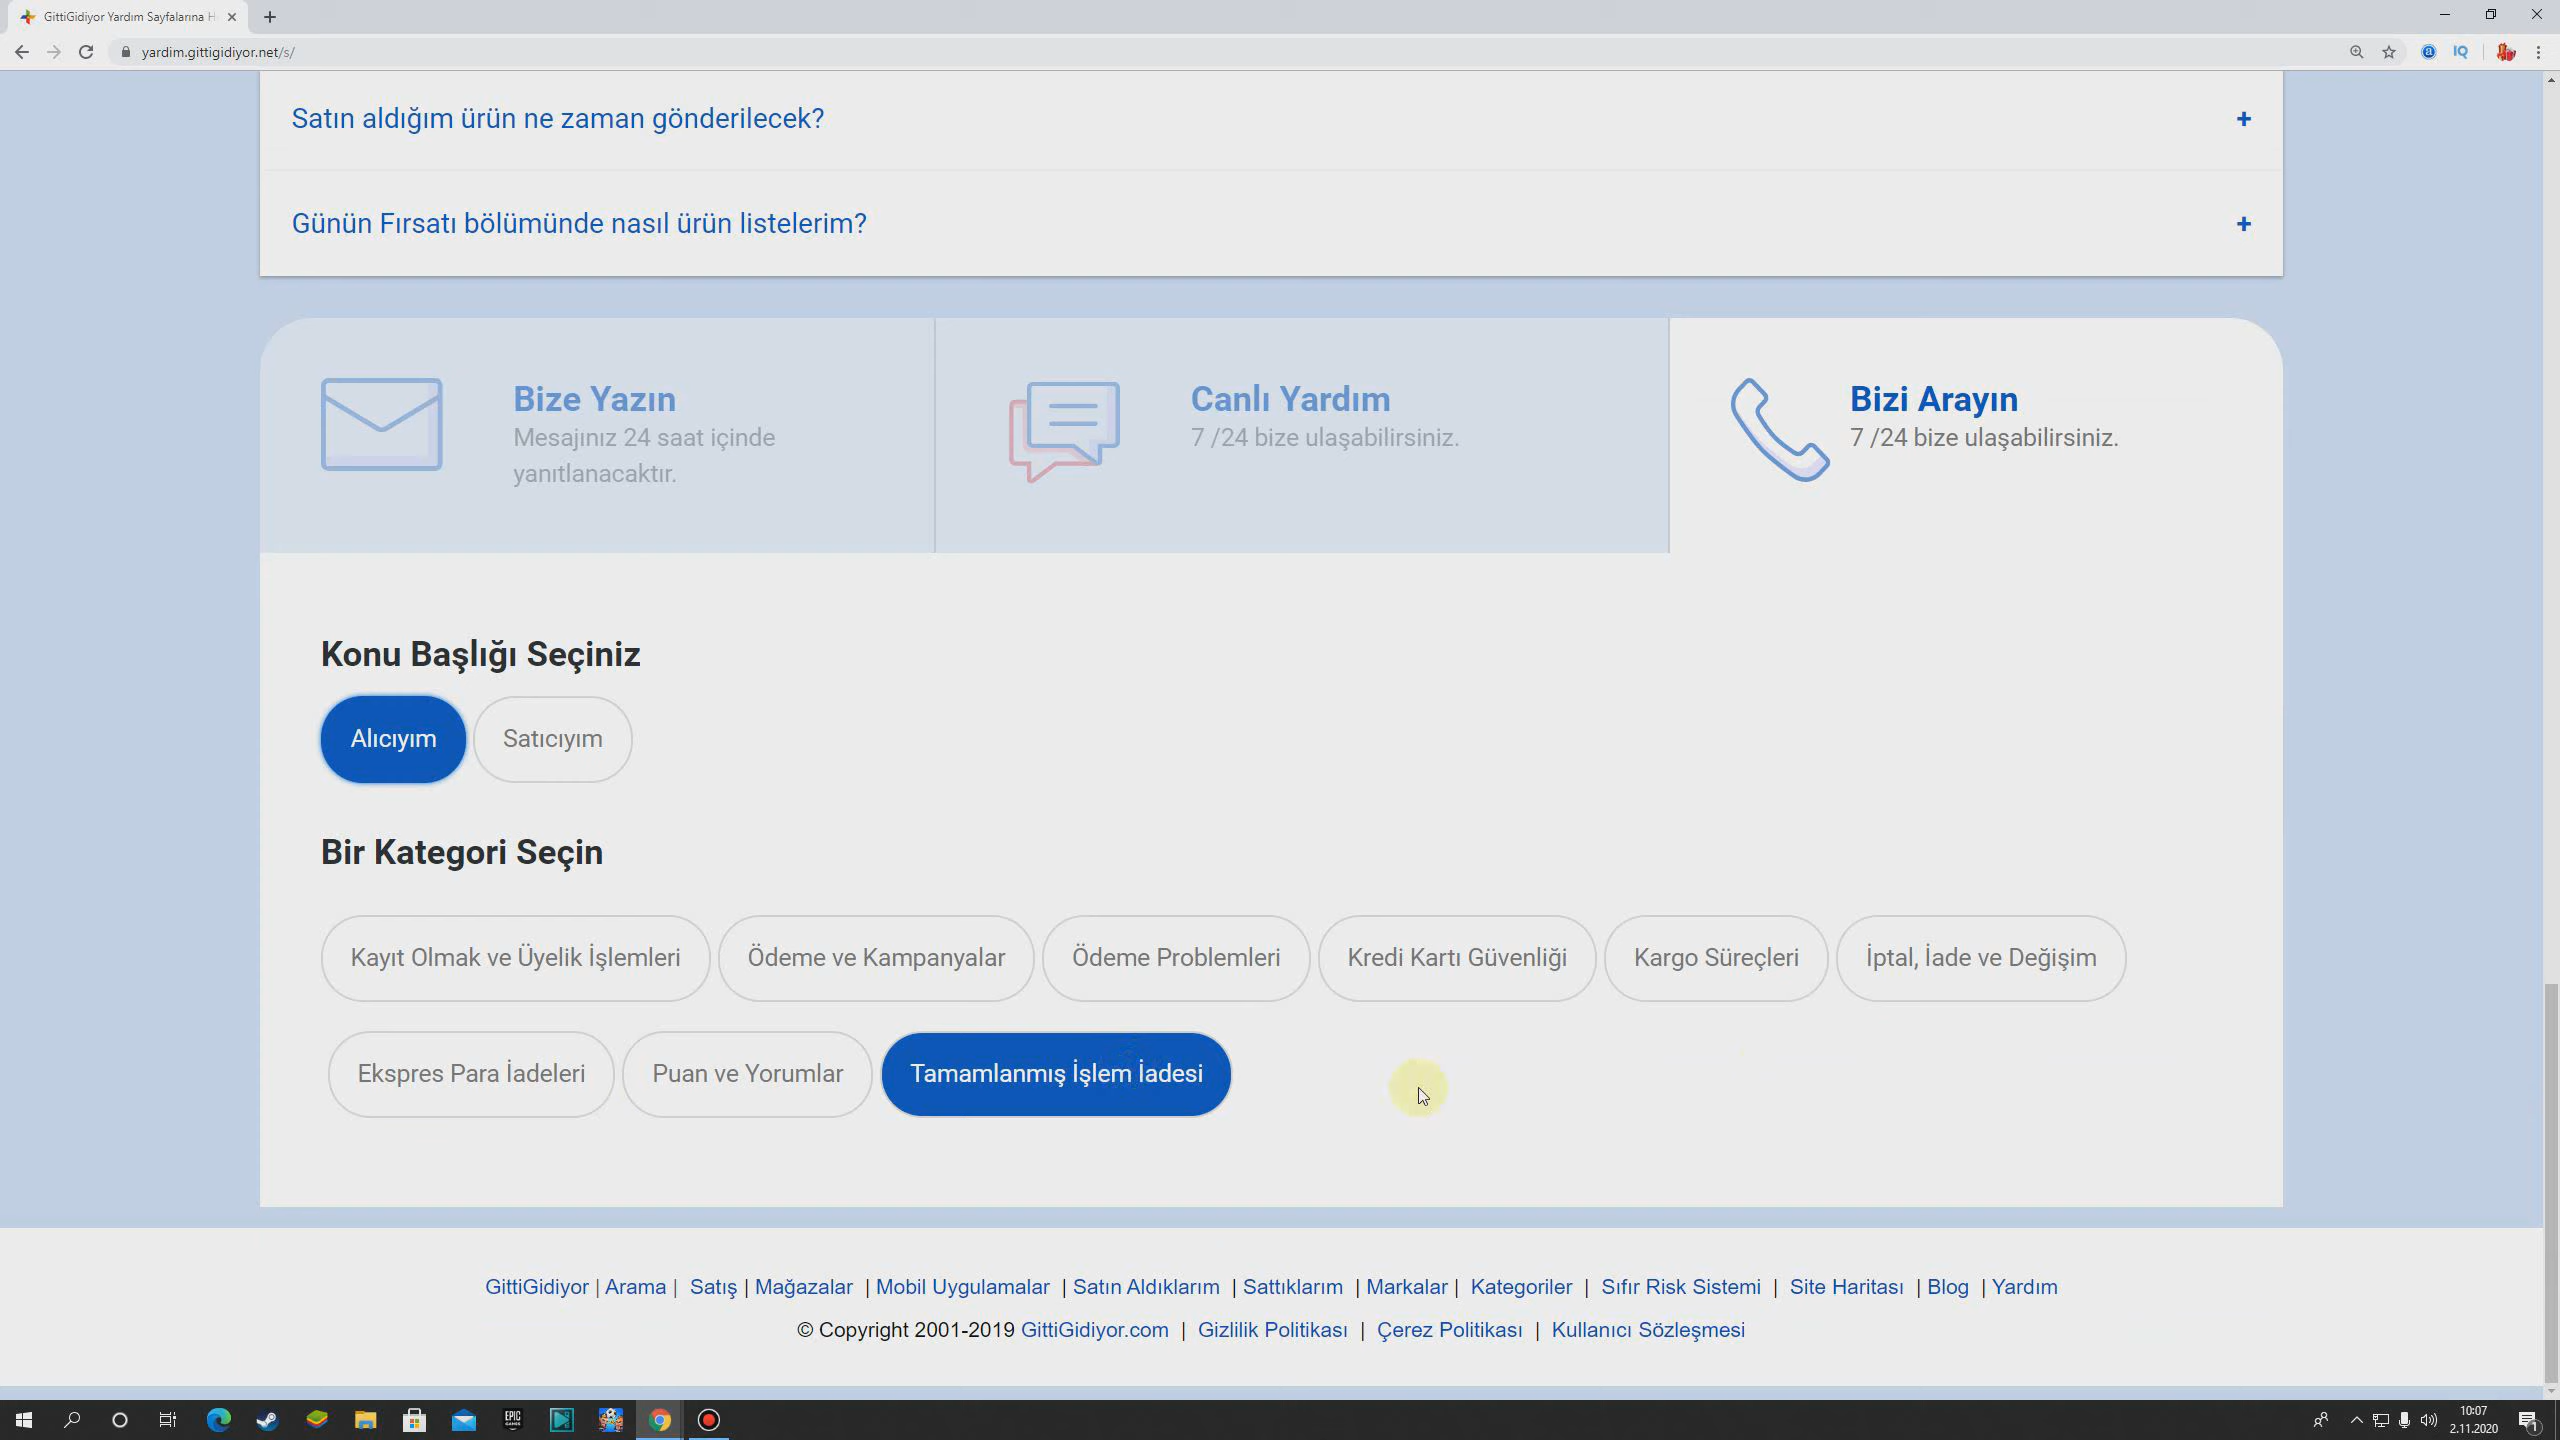 GittiGidiyor Yardım Sayfalarına H
yardim.gittigidiyor.net/s/
IQ
Satın aldığım ürün ne zaman gönderilecek? +
Günün Fırsatı bölümünde nasıl ürün listelerim? +
Bize Yazın
Mesajınız 24 saat içinde
yanıtlanacaktır.
Canlı Yardım
7 /24 bize ulaşabilirsiniz.
Bizi Arayın
7 /24 bize ulaşabilirsiniz.
Konu Başlığı Seçiniz
Alıcıyım Satıcıyım
Bir Kategori Seçin
Kayıt Olmak ve Üyelik İşlemleri Ödeme ve Kampanyalar Ödeme Problemleri Kredi Kartı Güvenliği Kargo Süreçleri İptal, İade ve Değişim
Ekspres Para İadeleri Puan ve Yorumlar Tamamlanmış İşlem İadesi
GittiGidiyor | Arama | Satış | Mağazalar | Mobil Uygulamalar | Satın Aldıklarım | Sattıklarım | Markalar | Kategoriler | Sıfır Risk Sistemi | Site Haritası | Blog | Yardım
© Copyright 2001-2019 GittiGidiyor.com | Gizlilik Politikası | Çerez Politikası | Kullanıcı Sözleşmesi
EPIC GAMES
10:07
2.11.2020
1